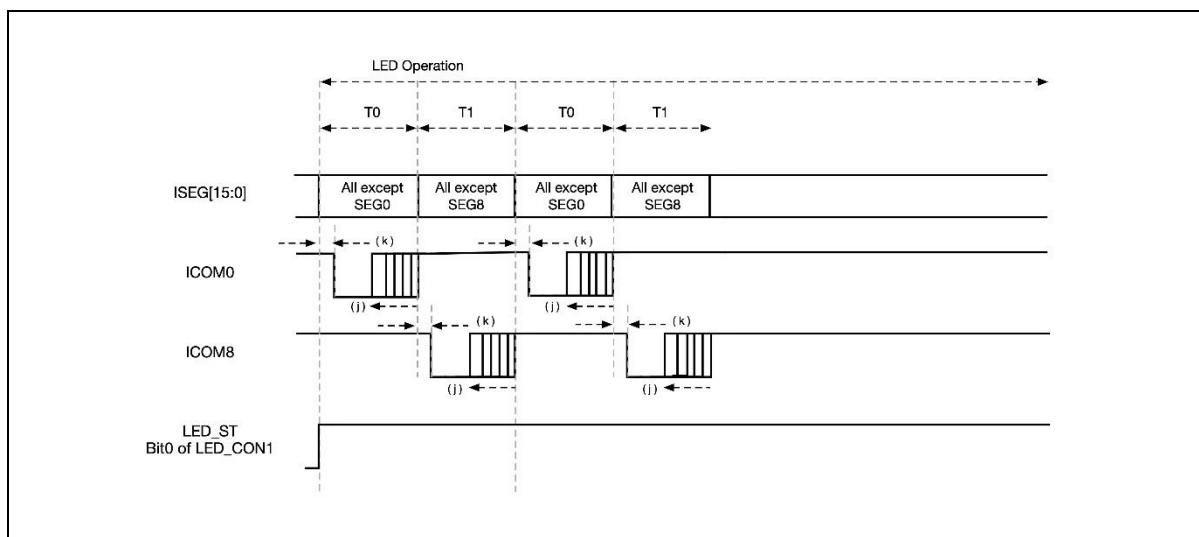 LED Operation
T0 T1 T0 T1
ISEG[15:0]
All except SEG0
All except SEG8
All except SEG0
All except SEG8
(k) (k)
ICOM0
(j) (j)
(k) (k)
ICOM8
(j) (j)
LED_ST
Bit0 of LED_CON1